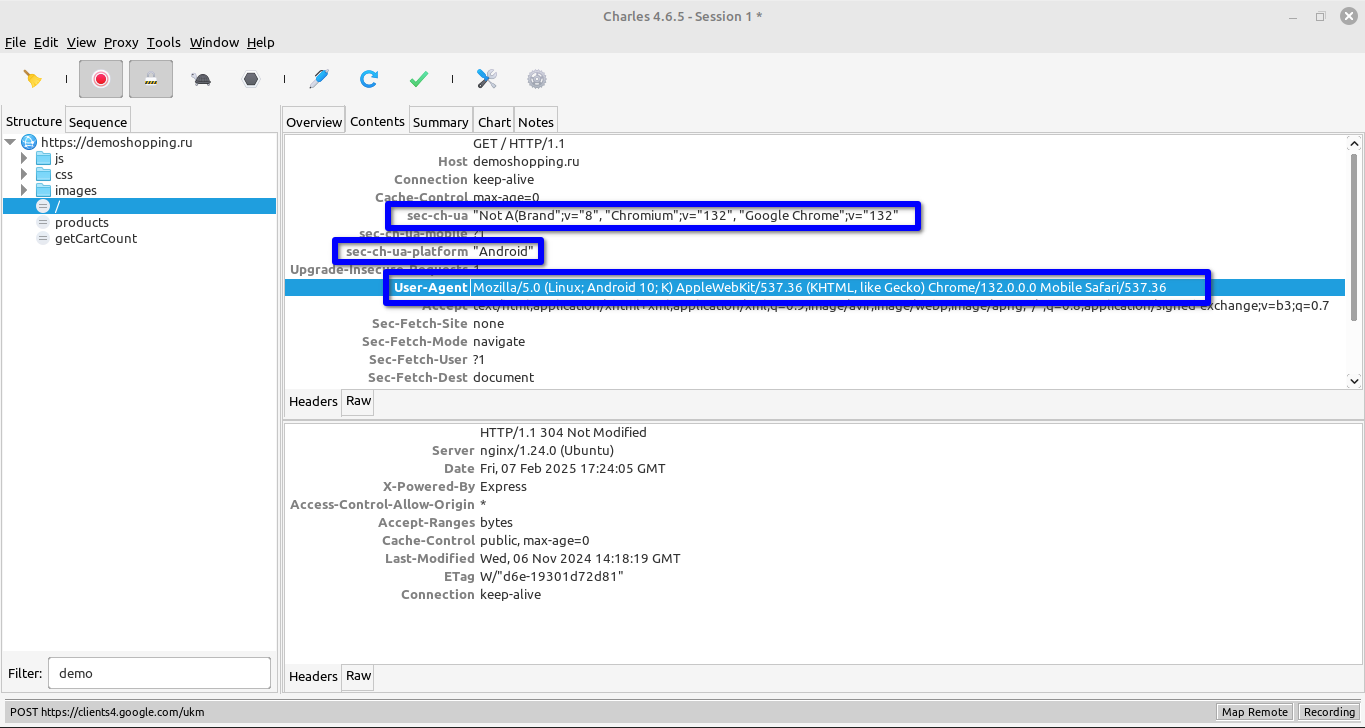 Charles 4.6.5 - Session 1 *
File Edit View Proxy Tools Window Help
Structure Sequence
https://demoshopping.ru
js
css
images
/
products
getCartCount
Filter: demo
Overview Contents Summary Chart Notes
GET / HTTP/1.1
Host demoshopping.ru
Connection keep-alive
Cache-Control max-age=0
sec-ch-ua "Not A(Brand";v="8", "Chromium";v="132", "Google Chrome";v="132"
sec-ch-ua-mobile ?1
sec-ch-ua-platform "Android"
Upgrade-Insecure-Requests 1
User-Agent Mozilla/5.0 (Linux; Android 10; K) AppleWebKit/537.36 (KHTML, like Gecko) Chrome/132.0.0.0 Mobile Safari/537.36
Accept text/html,application/xhtml+xml,application/xml;q=0.9,image/avif,image/webp,image/apng,*/*;q=0.8,application/signed-exchange;v=b3;q=0.7
Sec-Fetch-Site none
Sec-Fetch-Mode navigate
Sec-Fetch-User ?1
Sec-Fetch-Dest document
Headers Raw
HTTP/1.1 304 Not Modified
Server nginx/1.24.0 (Ubuntu)
Date Fri, 07 Feb 2025 17:24:05 GMT
X-Powered-By Express
Access-Control-Allow-Origin *
Accept-Ranges bytes
Cache-Control public, max-age=0
Last-Modified Wed, 06 Nov 2024 14:18:19 GMT
ETag W/"d6e-19301d72d81"
Connection keep-alive
Headers Raw
POST https://clients4.google.com/ukm
Map Remote Recording